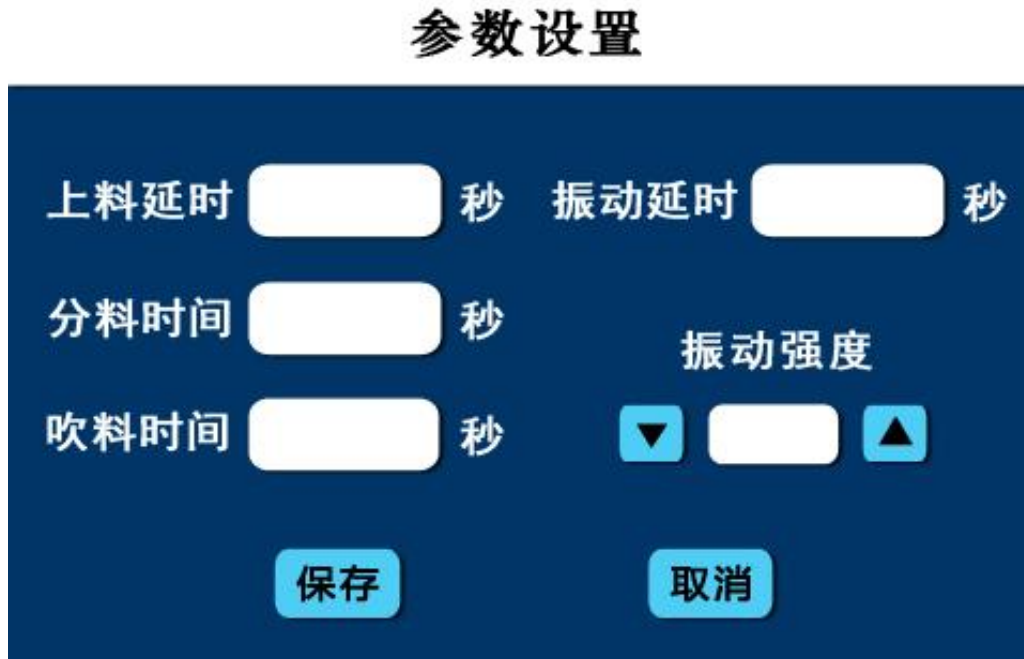 参数设置
上料延时 秒 振动延时 秒
分料时间 秒
振动强度
吹料时间 秒
▼ ▲
保存 取消